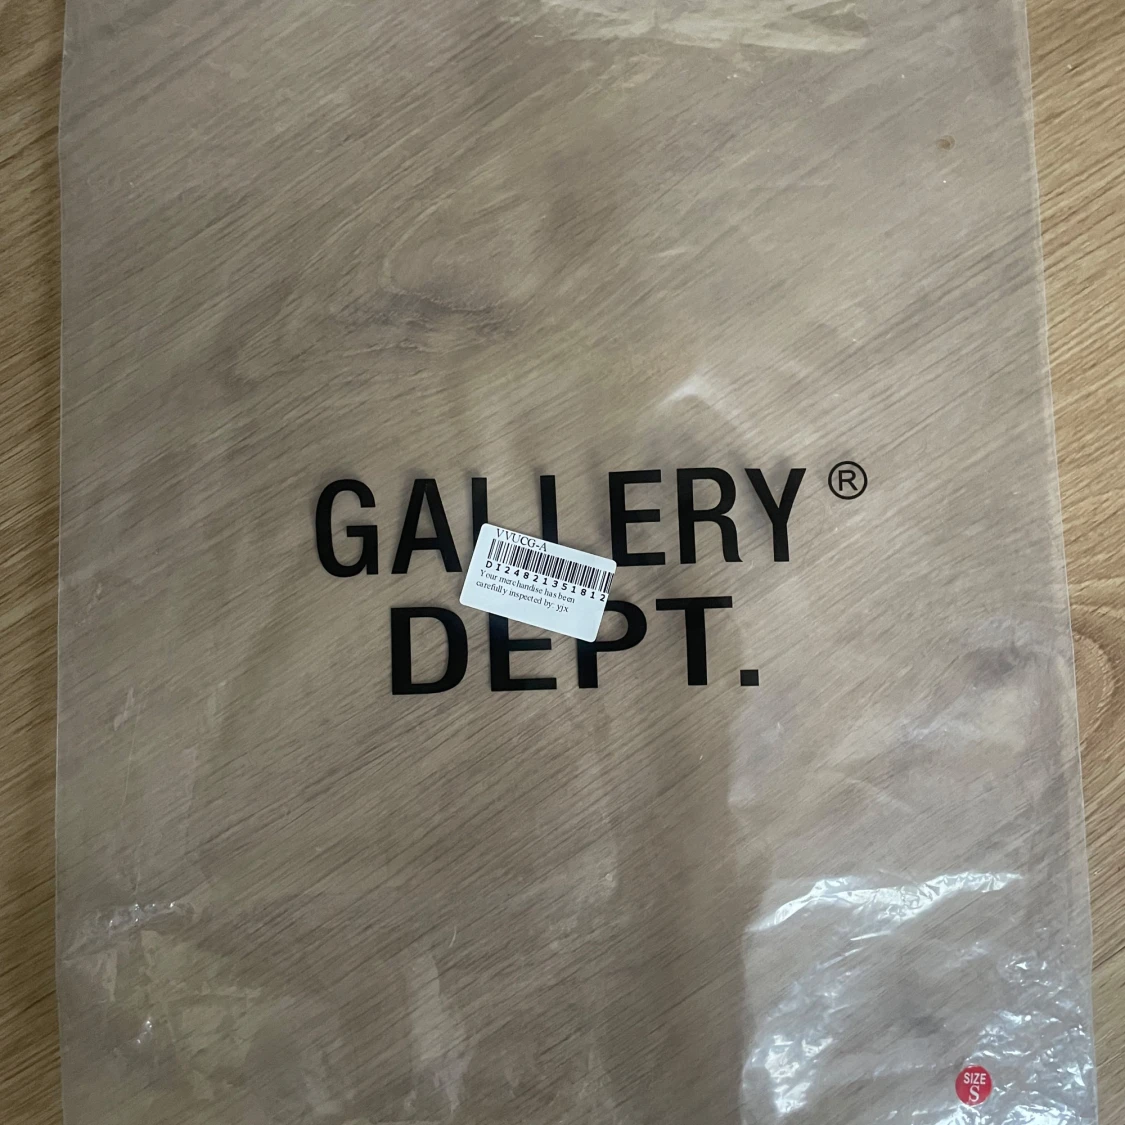 GALLERY ®
DEPT.
VVUCG-A
DI24821351812
Your merchandise has been
carefully inspected by: yjx
SIZE
S